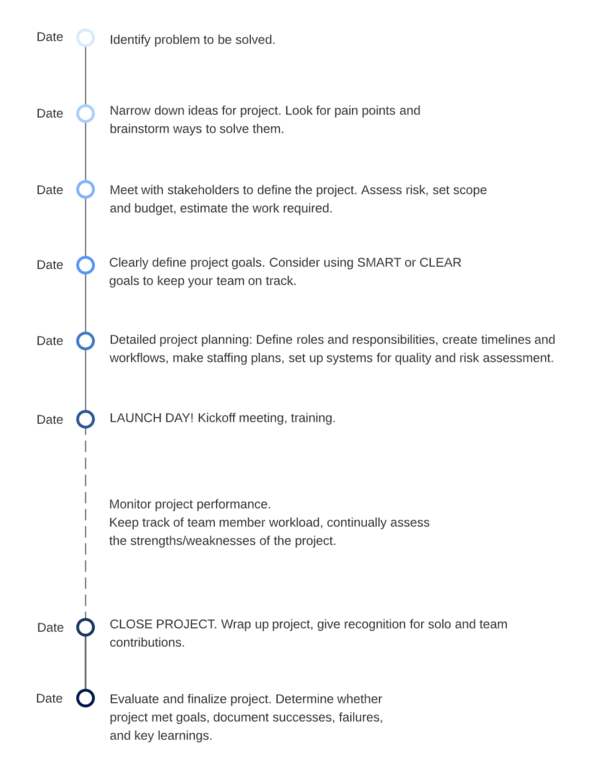 Date
Identify problem to be solved.
Date
Narrow down ideas for project. Look for pain points and
brainstorm ways to solve them.
Date
Meet with stakeholders to define the project. Assess risk, set scope
and budget, estimate the work required.
Date
Clearly define project goals. Consider using SMART or CLEAR
goals to keep your team on track.
Date
Detailed project planning: Define roles and responsibilities, create timelines and
workflows, make staffing plans, set up systems for quality and risk assessment.
Date
LAUNCH DAY! Kickoff meeting, training.
Monitor project performance.
Keep track of team member workload, continually assess
the strengths/weaknesses of the project.
Date
CLOSE PROJECT. Wrap up project, give recognition for solo and team
contributions.
Date
Evaluate and finalize project. Determine whether
project met goals, document successes, failures,
and key learnings.